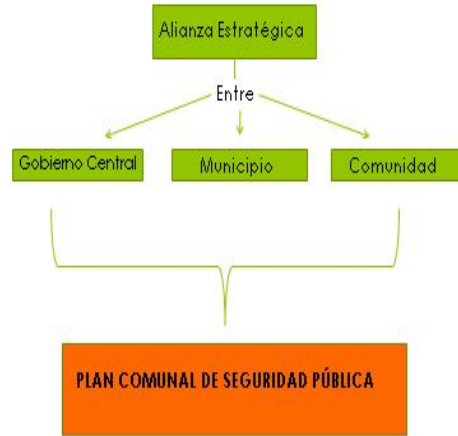 Alianza Estratégica
Entre
Gobierno Central
Municipio
Comunidad
PLAN COMUNAL DE SEGURIDAD PÚBLICA